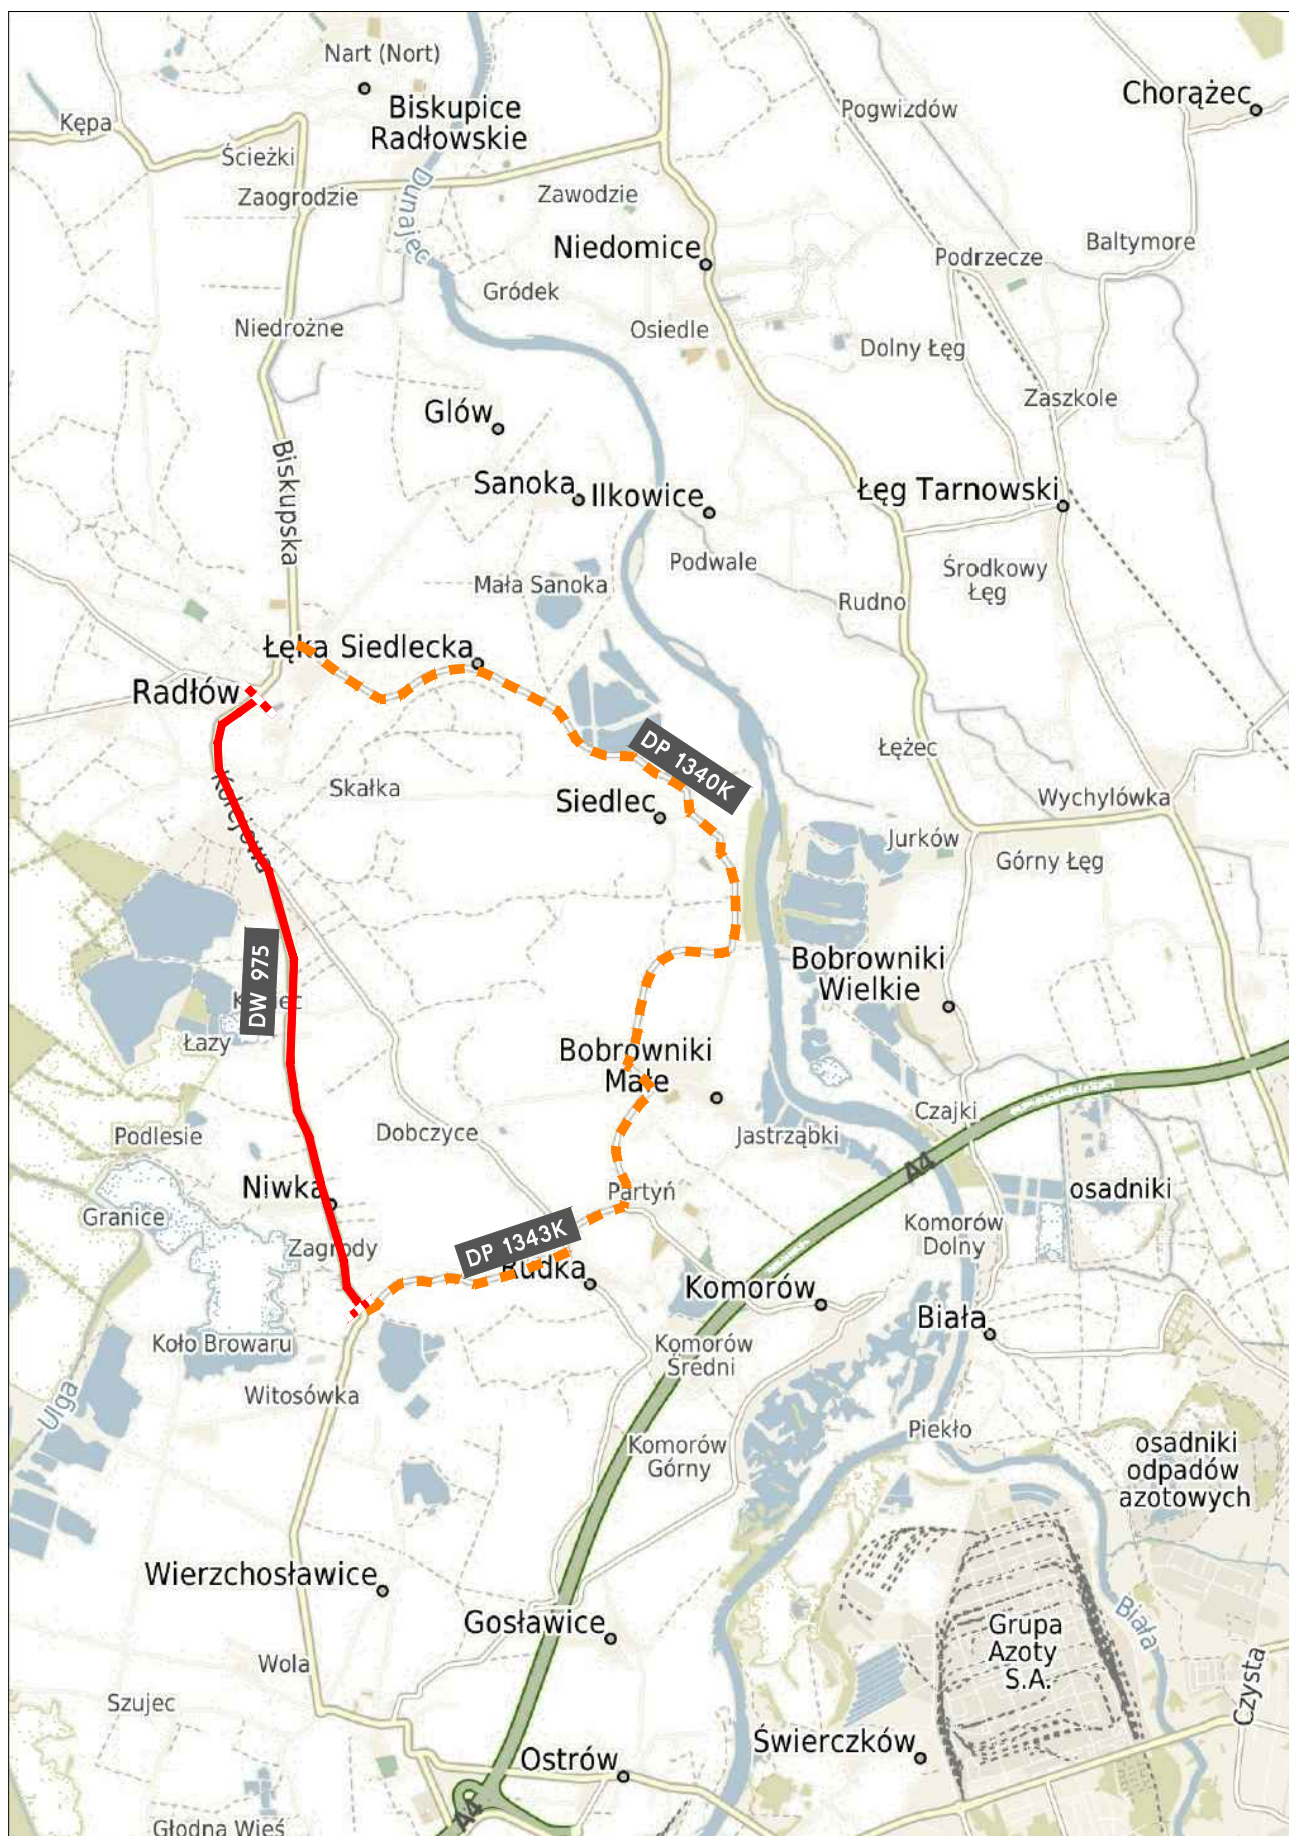 Nart (Nort)
Chorążec
Biskupice
Radłowskie
Pogwizdów
Kępa
Ścieżki
Zaogrodzie
Dunajec
Zawodzie
Niedomice
Baltymore
Podrzecze
Gródek
Niedrożne
Osiedle
Dolny Łęg
Zaszkole
Glów
Biskupska
Sanoka
Ilkowice
Łęg Tarnowski
Podwale
Środkowy
Łęg
Mała Sanoka
Rudno
Łęka Siedlecka
Radłów
DP 1340K
Łężec
Kolejowa
Skałka
Siedlec
Wychylówka
Jurków
Górny Łęg
DW 975
Bobrowniki
Wielkie
Łazy
Bobrowniki
Małe
Czajki
Podlesie
Dobczyce
Jastrząbki
A4
Niwka
Partyń
osadniki
Granice
Zagrody
DP 1343K
Komorów
Dolny
Rudka
Komorów
Biała
Koło Browaru
Komorów
Średni
Ulga
Witosówka
Piekło
Komorów
Górny
osadniki
odpadów
azotowych
Wierzchosławice
Gosławice
Grupa
Azoty
S.A.
Biała
Wola
Szujec
Czysta
Ostrów
Świerczków
A4
Głodna Wieś